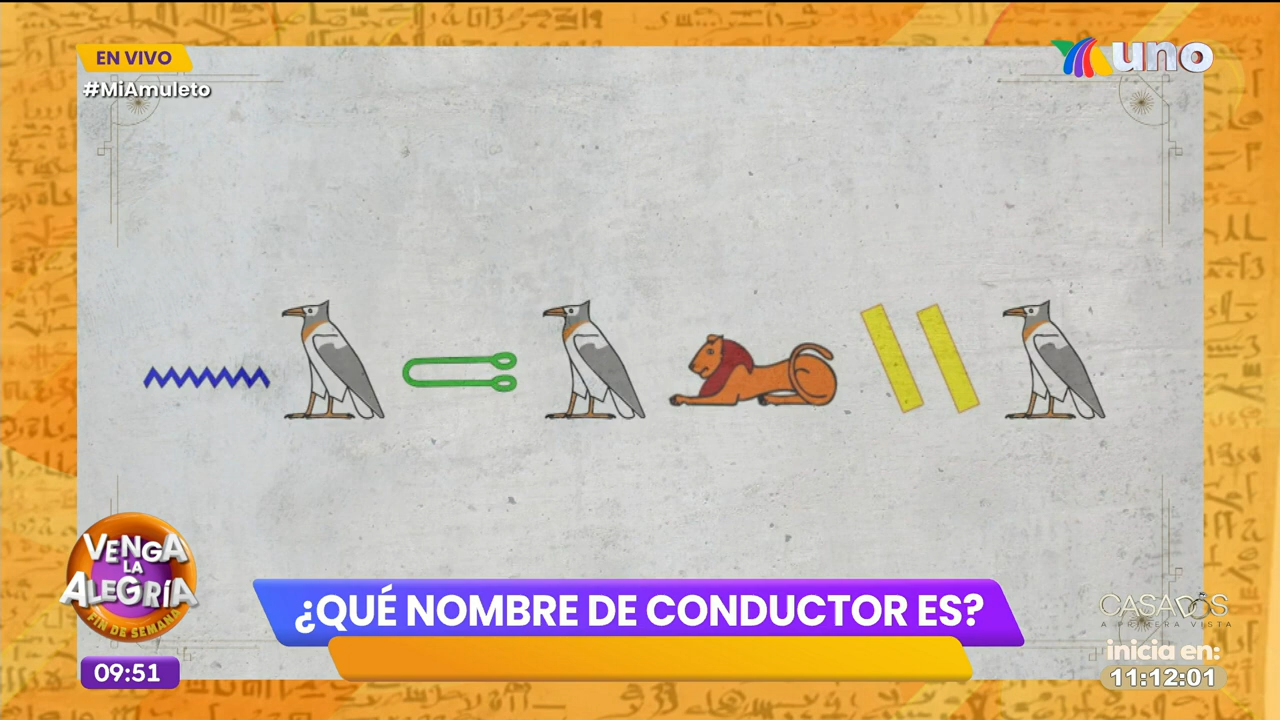 EN VIVO
#MiAmuleto
uno
VENGA
LA
ALEGRÍA
FIN DE SEMANA
09:51
¿QUÉ NOMBRE DE CONDUCTOR ES?
CASADOS
A PRIMERA VISTA
inicia en:
11:12:01